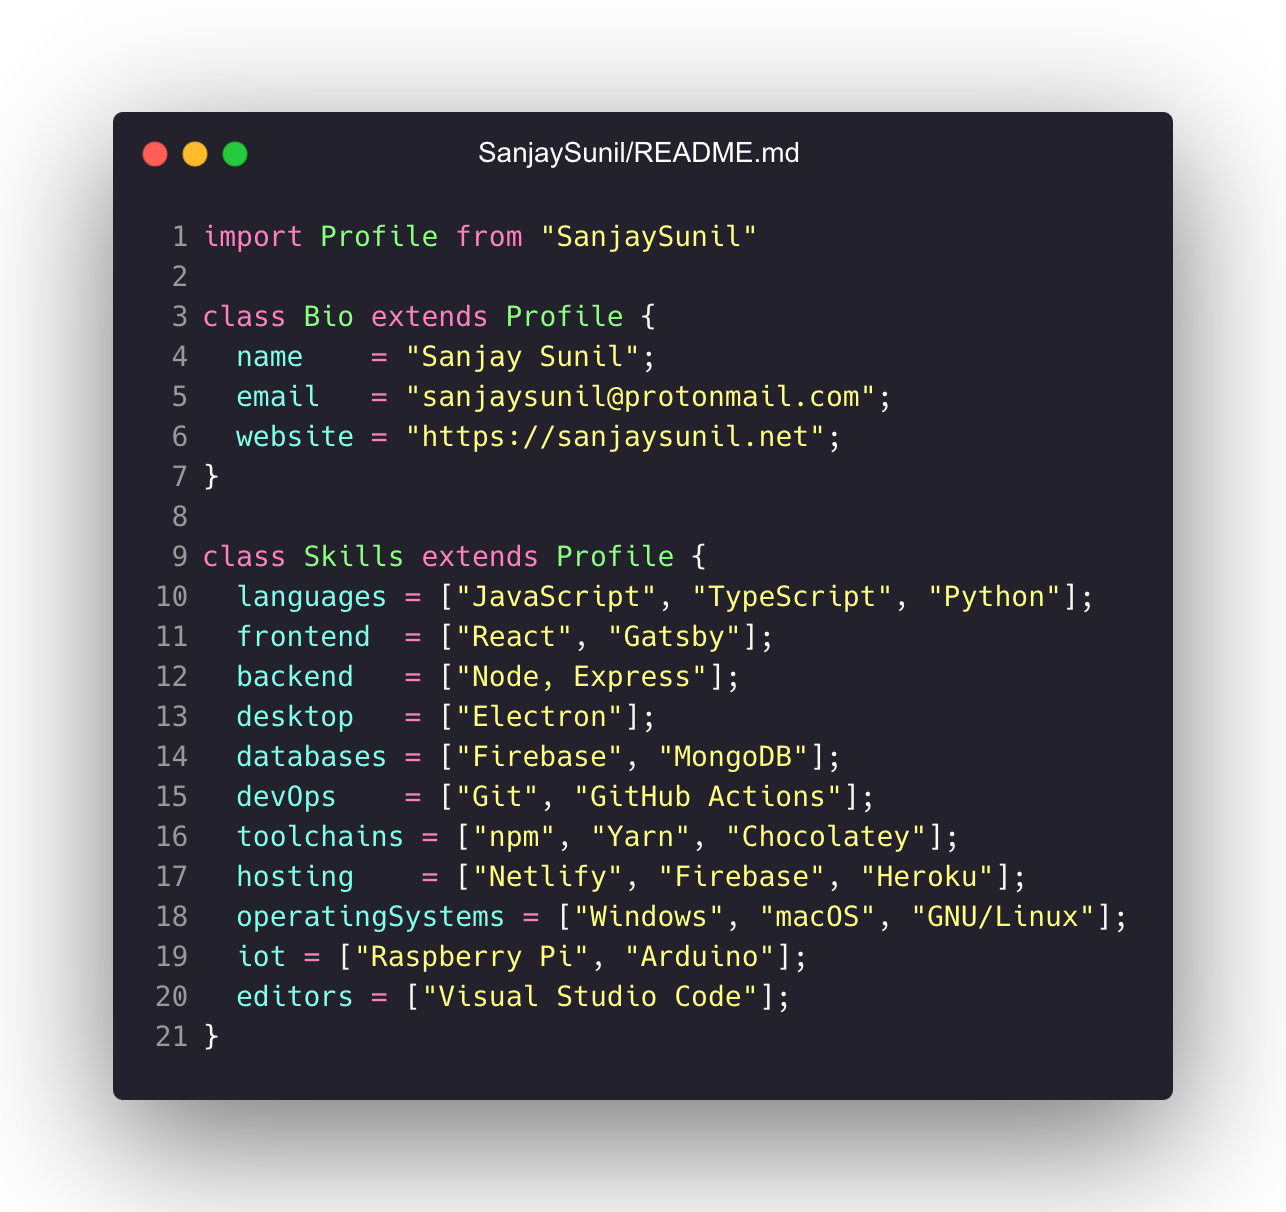 SanjaySunil/README.md
1 import Profile from "SanjaySunil"
2
3 class Bio extends Profile {
4   name    = "Sanjay Sunil";
5   email   = "sanjaysunil@protonmail.com";
6   website = "https://sanjaysunil.net";
7 }
8
9 class Skills extends Profile {
10   languages = ["JavaScript", "TypeScript", "Python"];
11   frontend  = ["React", "Gatsby"];
12   backend   = ["Node, Express"];
13   desktop   = ["Electron"];
14   databases = ["Firebase", "MongoDB"];
15   devOps    = ["Git", "GitHub Actions"];
16   toolchains = ["npm", "Yarn", "Chocolatey"];
17   hosting    = ["Netlify", "Firebase", "Heroku"];
18   operatingSystems = ["Windows", "macOS", "GNU/Linux"];
19   iot = ["Raspberry Pi", "Arduino"];
20   editors = ["Visual Studio Code"];
21 }